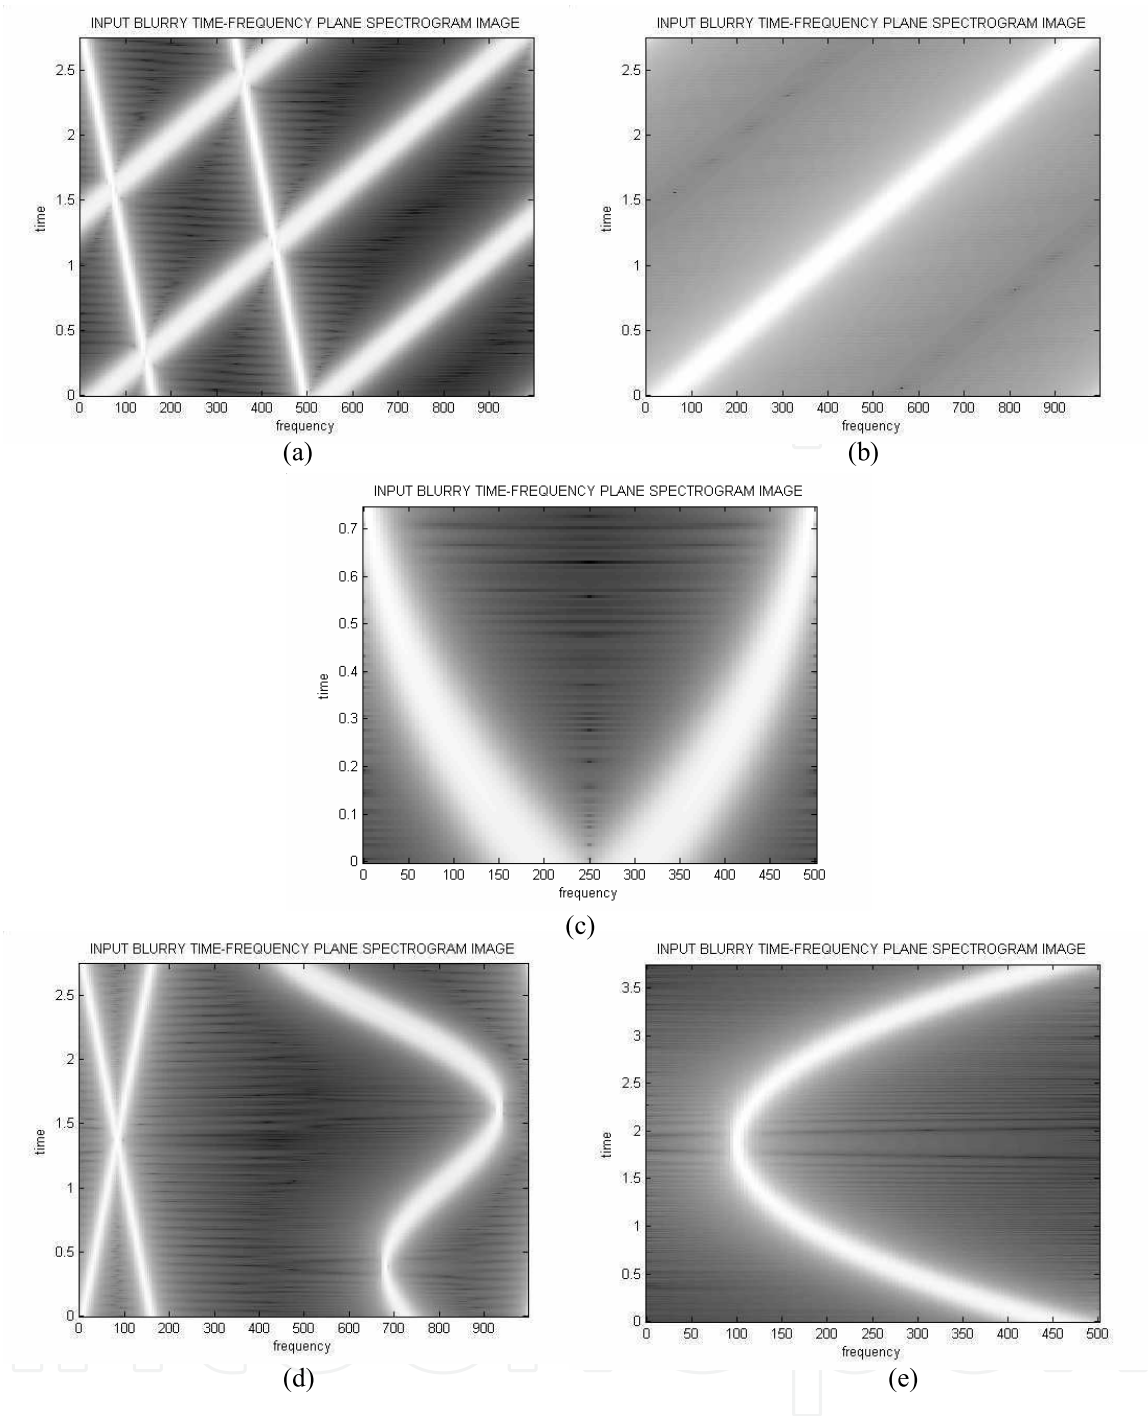 INPUT BLURRY TIME-FREQUENCY PLANE SPECTROGRAM IMAGE
2.5
2
1.5
1
0.5
0
time
0 100 200 300 400 500 600 700 800 900
frequency
(a)
INPUT BLURRY TIME-FREQUENCY PLANE SPECTROGRAM IMAGE
2.5
2
1.5
1
0.5
0
time
0 100 200 300 400 500 600 700 800 900
frequency
(b)
INPUT BLURRY TIME-FREQUENCY PLANE SPECTROGRAM IMAGE
0.7
0.6
0.5
0.4
0.3
0.2
0.1
0
time
0 50 100 150 200 250 300 350 400 450 500
frequency
(c)
INPUT BLURRY TIME-FREQUENCY PLANE SPECTROGRAM IMAGE
2.5
2
1.5
1
0.5
0
time
0 100 200 300 400 500 600 700 800 900
frequency
(d)
INPUT BLURRY TIME-FREQUENCY PLANE SPECTROGRAM IMAGE
3.5
3
2.5
2
1.5
1
0.5
0
time
0 50 100 150 200 250 300 350 400 450 500
frequency
(e)